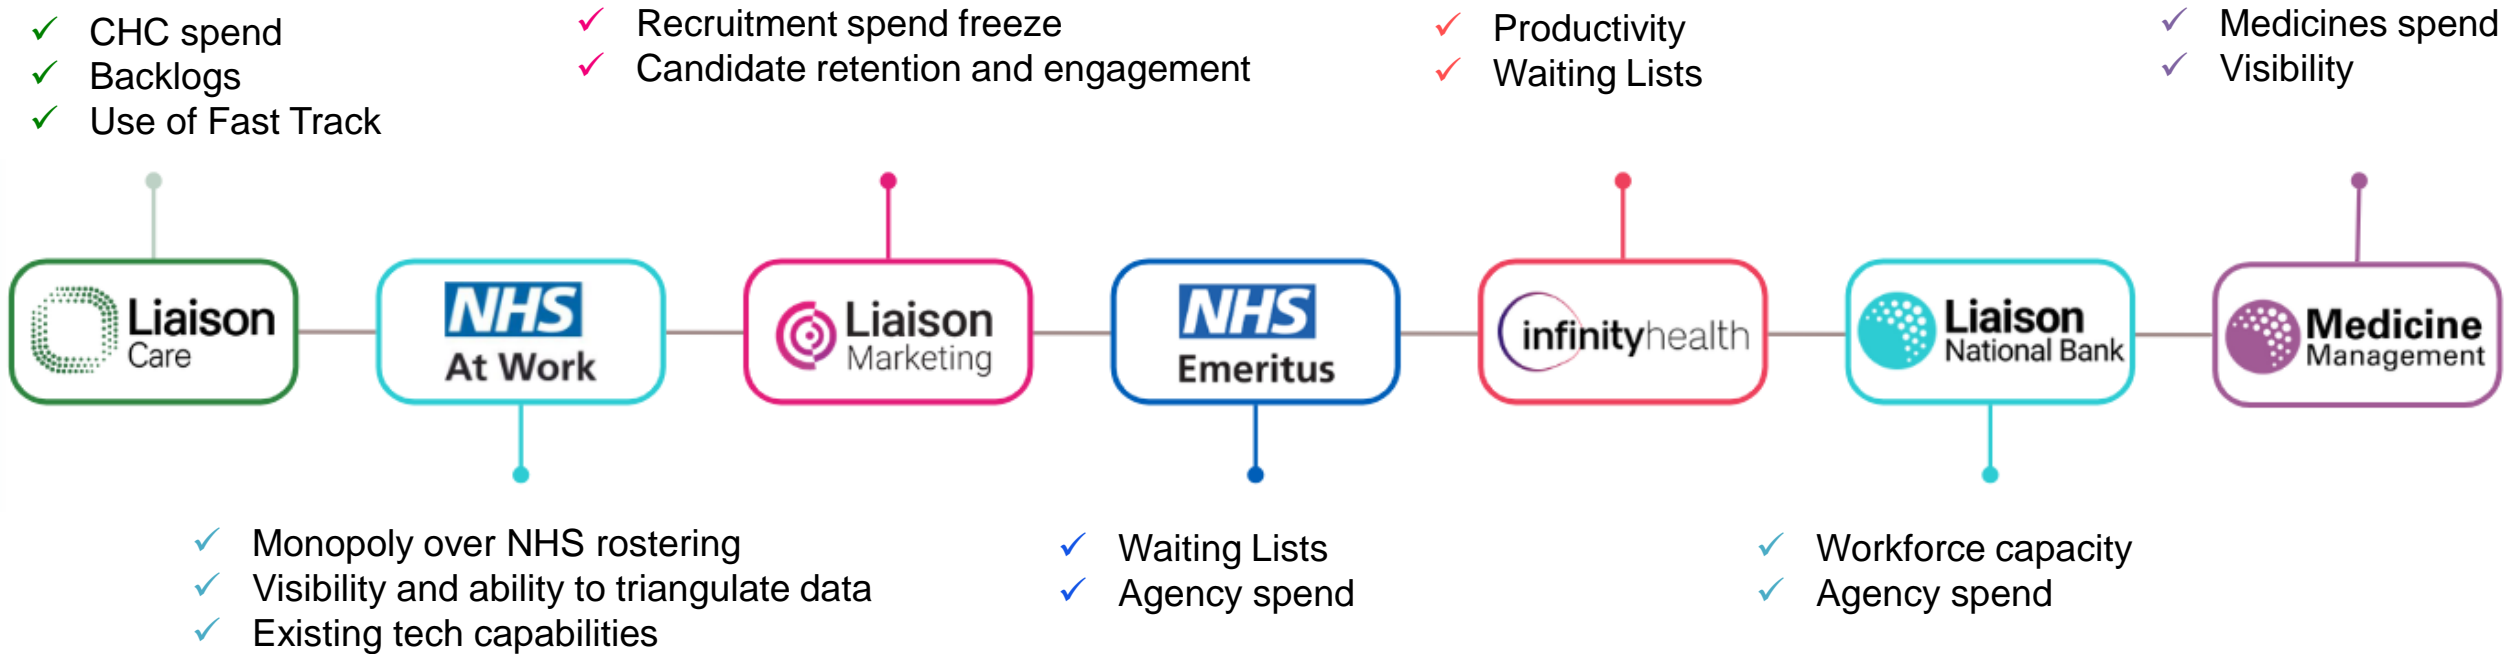 CHC spend
Backlogs
Use of Fast Track
Recruitment spend freeze
Candidate retention and engagement
Productivity
Waiting Lists
Medicines spend
Visibility
Liaison
Care
NHS
At Work
Liaison
Marketing
NHS
Emeritus
infinityhealth
Liaison
National Bank
Medicine
Management
Monopoly over NHS rostering
Visibility and ability to triangulate data
Existing tech capabilities
Waiting Lists
Agency spend
Workforce capacity
Agency spend